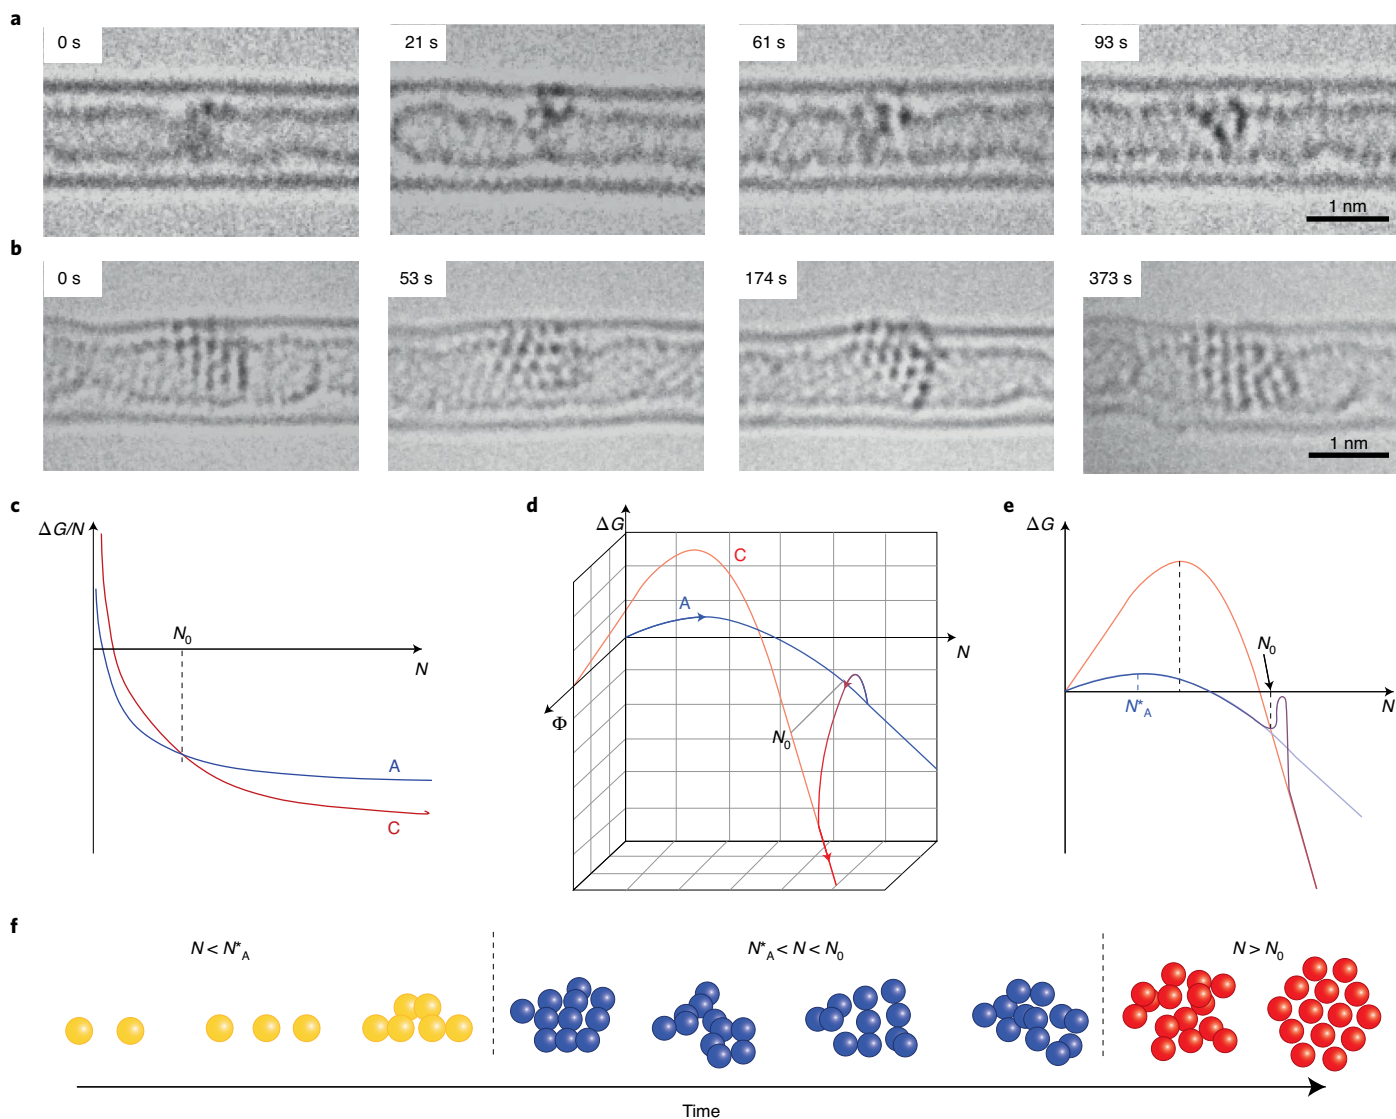 a
0 s
21 s
61 s
93 s
1 nm
b
0 s
53 s
174 s
373 s
1 nm
c
ΔG/N
N₀
N
A
C
d
ΔG
C
A
N
Φ
N₀
e
ΔG
N₀
N*A
N
f
N < N*A
N*A < N < N₀
N > N₀
Time